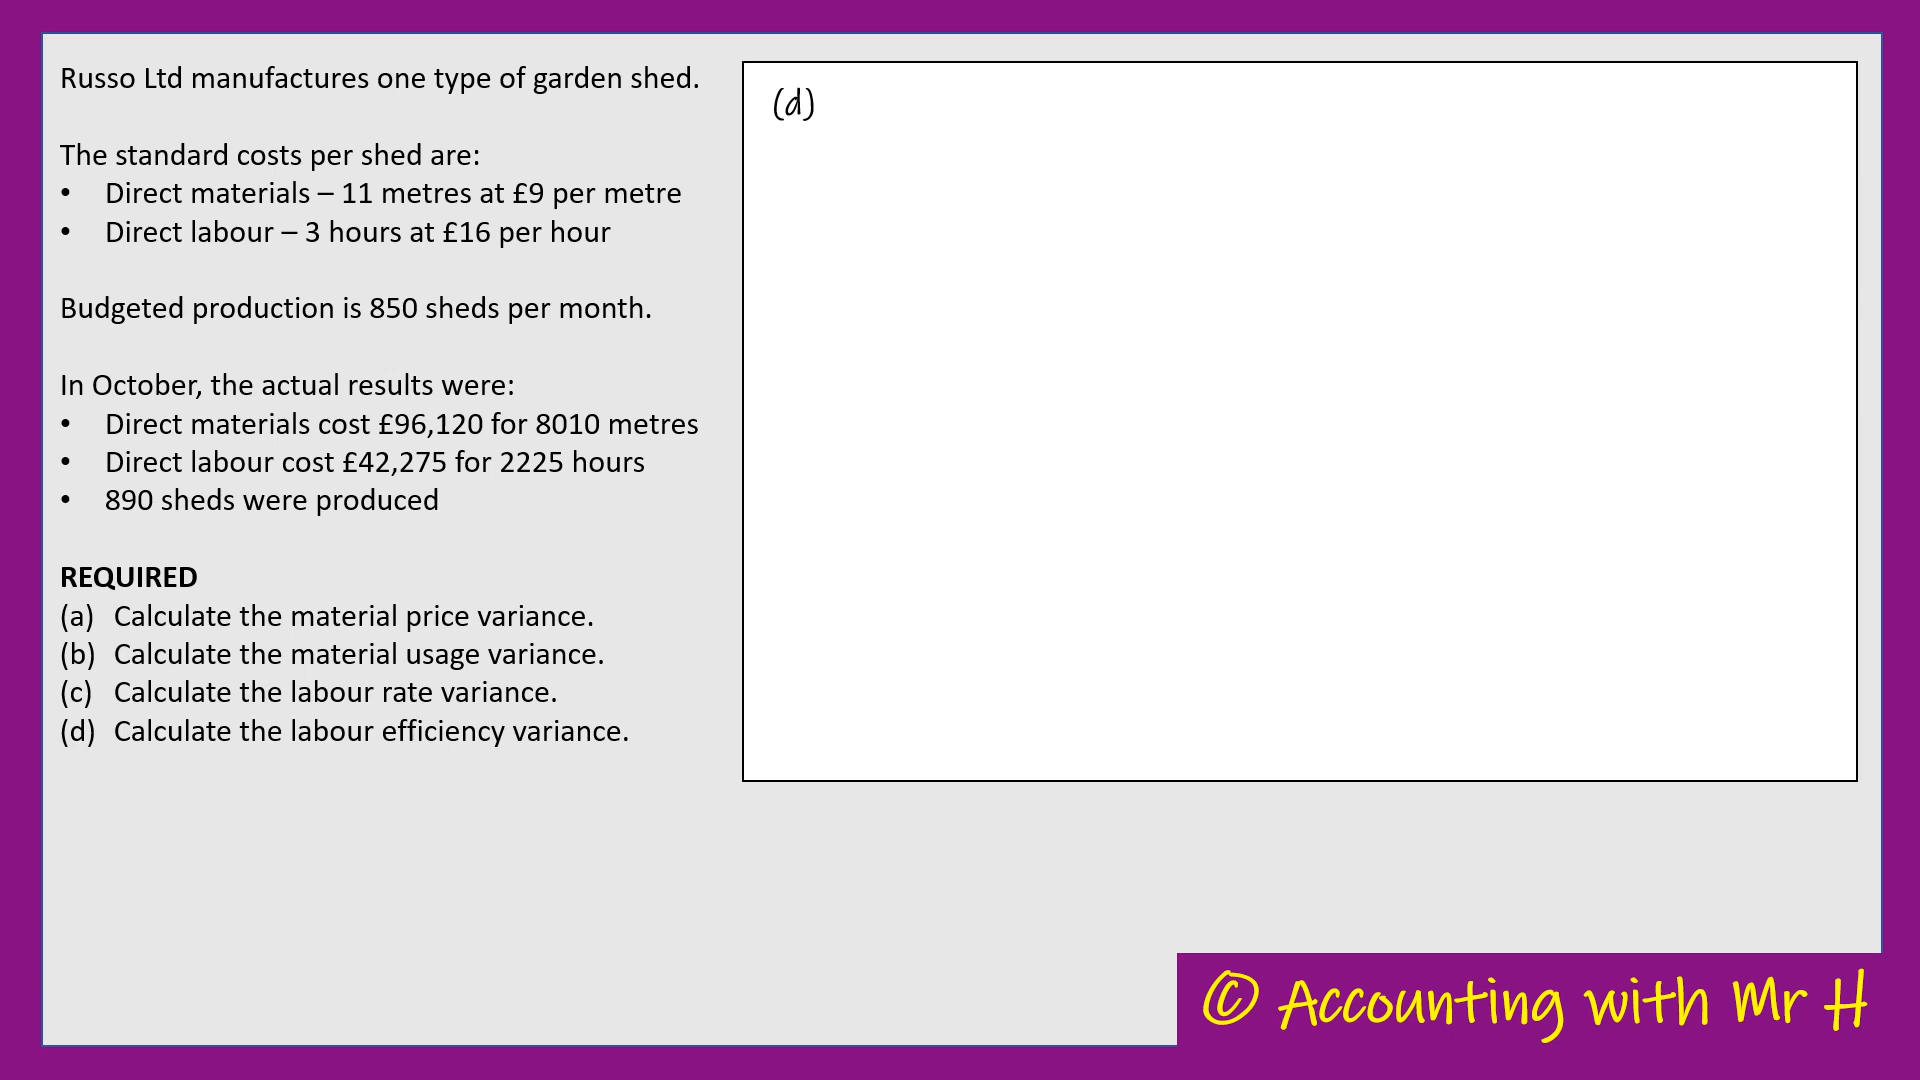 Russo Ltd manufactures one type of garden shed.
The standard costs per shed are:
• Direct materials – 11 metres at £9 per metre
• Direct labour – 3 hours at £16 per hour
Budgeted production is 850 sheds per month.
In October, the actual results were:
• Direct materials cost £96,120 for 8010 metres
• Direct labour cost £42,275 for 2225 hours
• 890 sheds were produced
REQUIRED
(a) Calculate the material price variance.
(b) Calculate the material usage variance.
(c) Calculate the labour rate variance.
(d) Calculate the labour efficiency variance.
(d)
© Accounting with Mr H